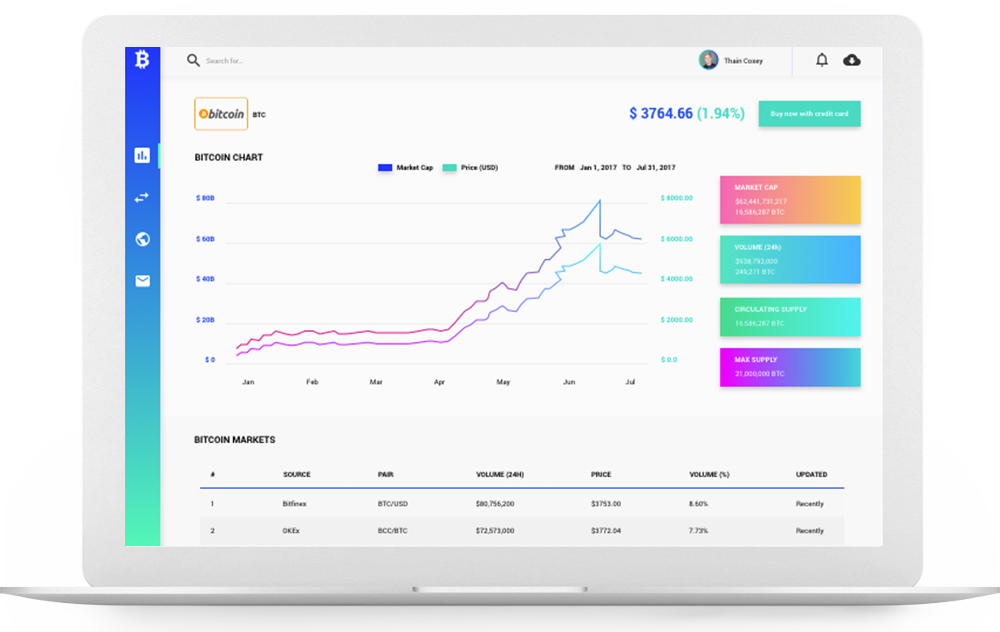 Search for...
Thain Coxey
bitcoin BTC
$ 3764.66 (1.94%)
Buy now with credit card
BITCOIN CHART
Market Cap Price (USD) FROM Jan 1, 2017 TO Jul 31, 2017
$ 80B $ 8000.00
$ 60B $ 6000.00
$ 40B $ 4000.00
$ 20B $ 2000.00
$ 0 $ 0.0
Jan Feb Mar Apr May Jun Jul
MARKET CAP
$62,441,731,217
16,586,287 BTC
VOLUME (24h)
$938,793,000
249,271 BTC
CIRCULATING SUPPLY
16,586,287 BTC
MAX SUPPLY
21,000,000 BTC
BITCOIN MARKETS
# SOURCE PAIR VOLUME (24H) PRICE VOLUME (%) UPDATED
1 Bitfinex BTC/USD $80,756,200 $3753.00 8.60% Recently
2 OKEx BCC/BTC $72,573,000 $3772.04 7.73% Recently